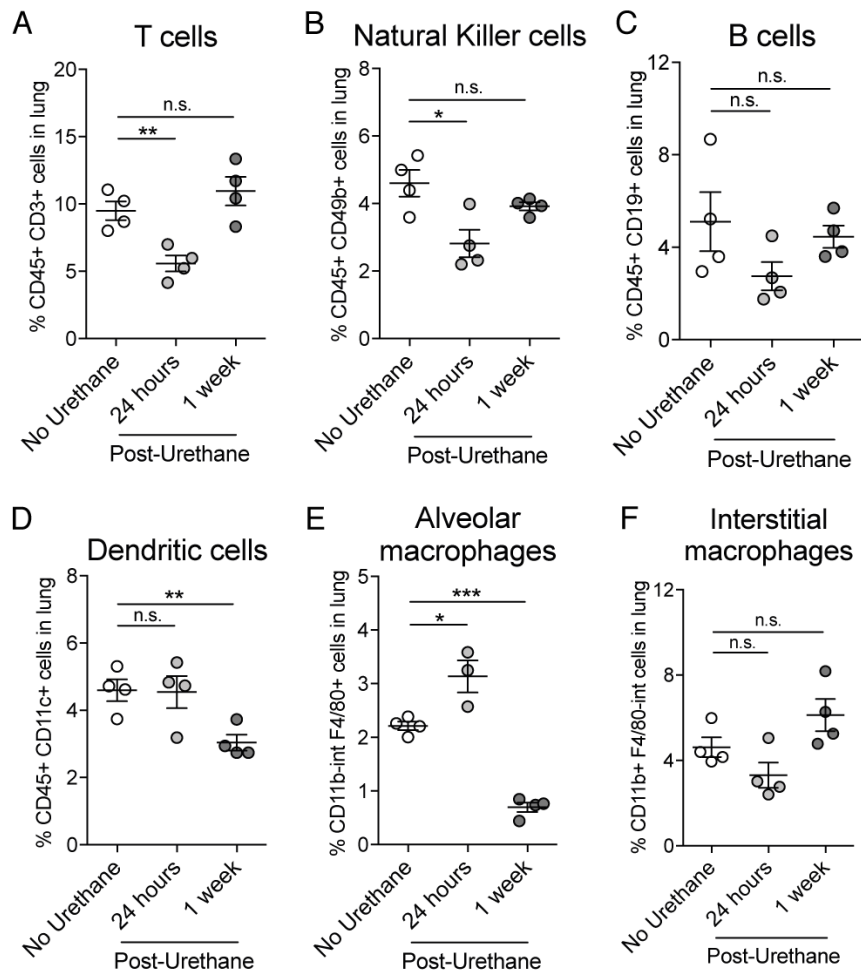 A
T cells
% CD45+ CD3+ cells in lung
20
15
10
5
0
n.s.
**
No Urethane
24 hours
1 week
Post-Urethane
B
Natural Killer cells
% CD45+ CD49b+ cells in lung
8
6
4
2
0
n.s.
*
No Urethane
24 hours
1 week
Post-Urethane
C
B cells
% CD45+ CD19+ cells in lung
12
8
4
0
n.s.
n.s.
No Urethane
24 hours
1 week
Post-Urethane
D
Dendritic cells
% CD45+ CD11c+ cells in lung
8
6
4
2
0
**
n.s.
No Urethane
24 hours
1 week
Post-Urethane
E
Alveolar
macrophages
% CD11b-int F4/80+ cells in lung
5
4
3
2
1
0
***
*
No Urethane
24 hours
1 week
Post-Urethane
F
Interstitial
macrophages
% CD11b+ F4/80-int cells in lung
12
8
4
0
n.s.
n.s.
No Urethane
24 hours
1 week
Post-Urethane